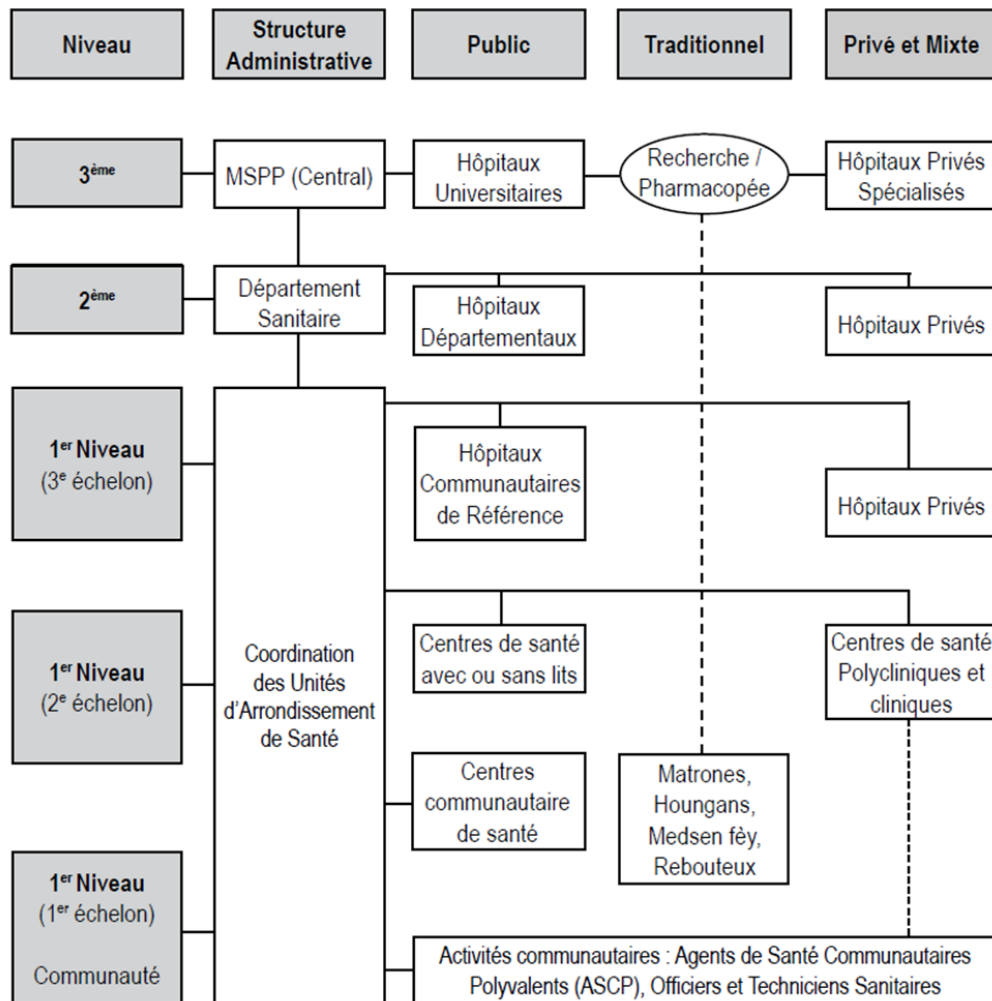 Niveau
Structure
Administrative
Public
Traditionnel
Privé et Mixte
3ème
MSPP (Central)
Hôpitaux
Universitaires
Recherche /
Pharmacopée
Hôpitaux Privés
Spécialisés
2ème
Département
Sanitaire
Hôpitaux
Départementaux
Hôpitaux Privés
1er Niveau
(3e échelon)
Hôpitaux
Communautaires
de Référence
Hôpitaux Privés
1er Niveau
(2e échelon)
Coordination
des Unités
d'Arrondissement
de Santé
Centres de santé
avec ou sans lits
Centres de santé
Polycliniques et
cliniques
Centres
communautaire
de santé
Matrones,
Houngans,
Medsen fèy,
Rebouteux
1er Niveau
(1er échelon)
Communauté
Activités communautaires : Agents de Santé Communautaires
Polyvalents (ASCP), Officiers et Techniciens Sanitaires